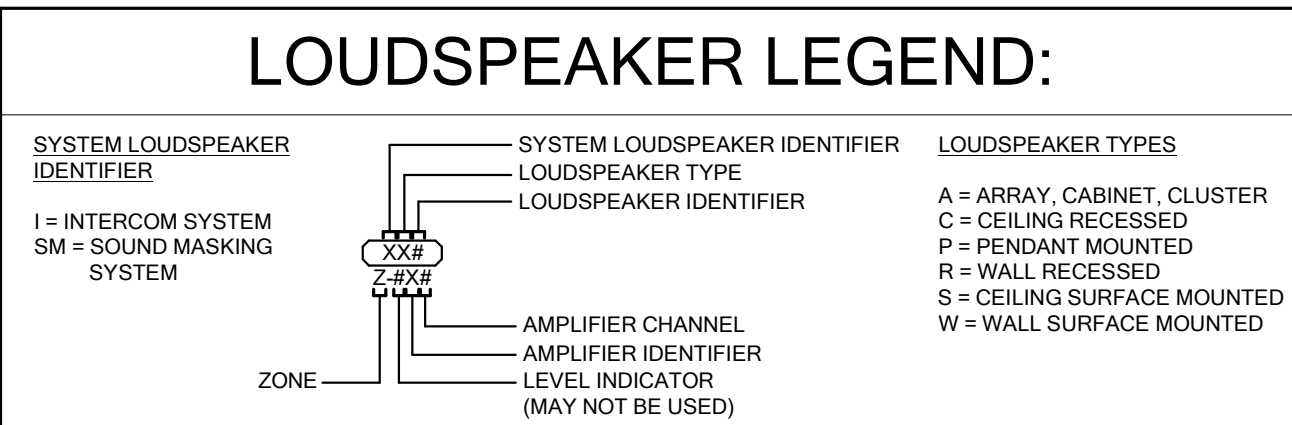 LOUDSPEAKER LEGEND:
SYSTEM LOUDSPEAKER
IDENTIFIER
I = INTERCOM SYSTEM
SM = SOUND MASKING
SYSTEM
SYSTEM LOUDSPEAKER IDENTIFIER
LOUDSPEAKER TYPE
LOUDSPEAKER IDENTIFIER
XX#
Z-#X#
AMPLIFIER CHANNEL
AMPLIFIER IDENTIFIER
ZONE
LEVEL INDICATOR
(MAY NOT BE USED)
LOUDSPEAKER TYPES
A = ARRAY, CABINET, CLUSTER
C = CEILING RECESSED
P = PENDANT MOUNTED
R = WALL RECESSED
S = CEILING SURFACE MOUNTED
W = WALL SURFACE MOUNTED